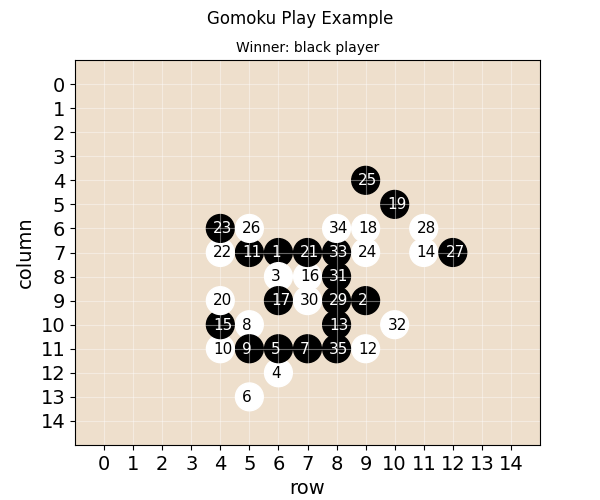 Gomoku Play Example
Winner: black player
0
1
2
3
4 25
5 19
6 23 26 34 18 28
7 22 11 1 21 33 24 14 27
8 3 16 31
9 20 17 30 29 2
10 15 8 13 32
11 10 9 5 7 35 12
12 4
13 6
14
column
0 1 2 3 4 5 6 7 8 9 10 11 12 13 14
row